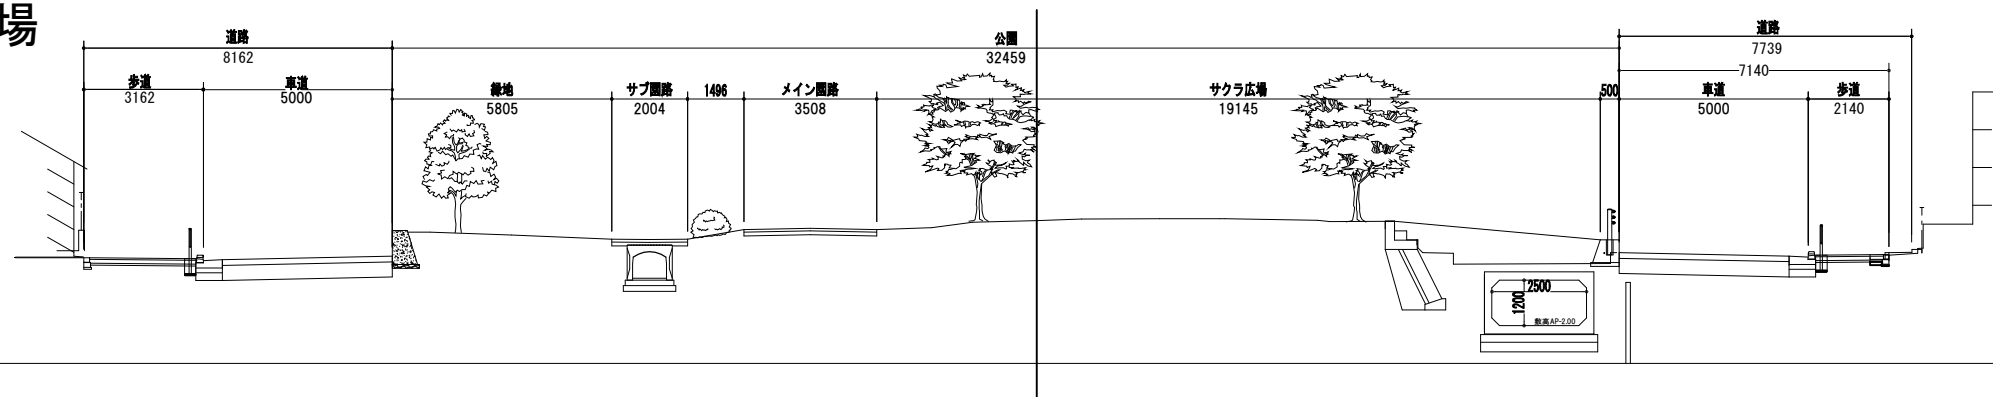 場
道路
8162
公園
32459
道路
7739
7140
歩道
3162
車道
5000
緑地
5805
サブ園路
2004
1496
メイン園路
3508
サクラ広場
19145
500
車道
5000
歩道
2140
2500
1200
敷高AP-2.00